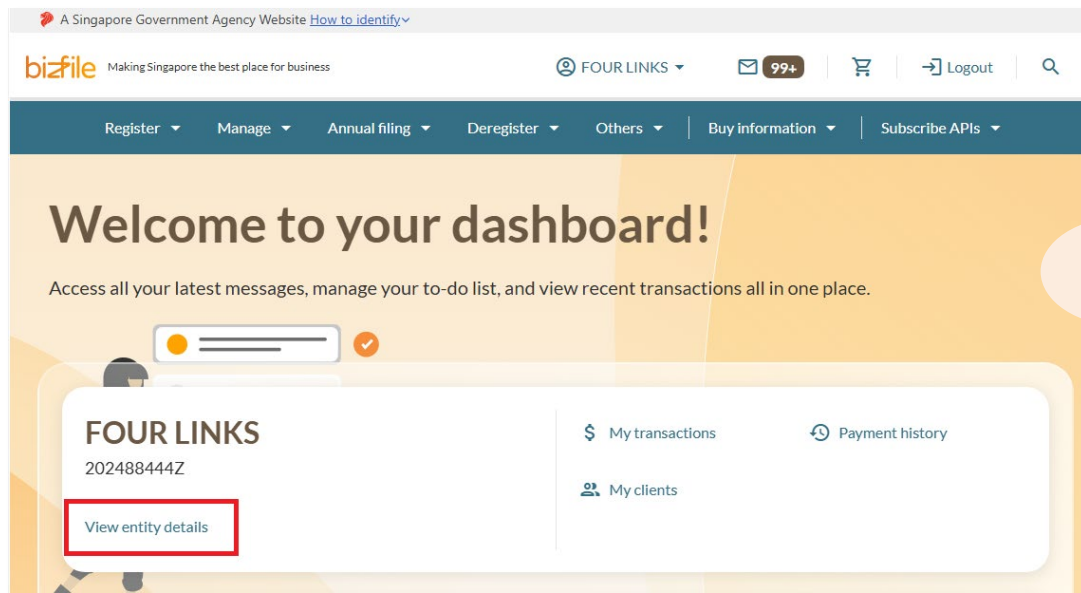 A Singapore Government Agency Website How to identify
bizfile Making Singapore the best place for business FOUR LINKS 99+ Logout
Register Manage Annual filing Deregister Others Buy information Subscribe APIs
Welcome to your dashboard!
Access all your latest messages, manage your to-do list, and view recent transactions all in one place.
FOUR LINKS
202488444Z
View entity details
$ My transactions
Payment history
My clients